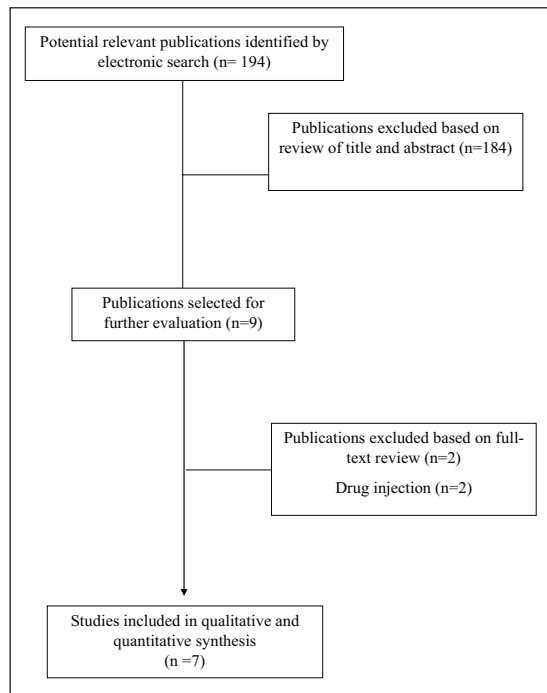 Potential relevant publications identified by
electronic search (n= 194)
Publications excluded based on
review of title and abstract (n=184)
Publications selected for
further evaluation (n=9)
Publications excluded based on full-
text review (n=2)
Drug injection (n=2)
Studies included in qualitative and
quantitative synthesis
(n =7)